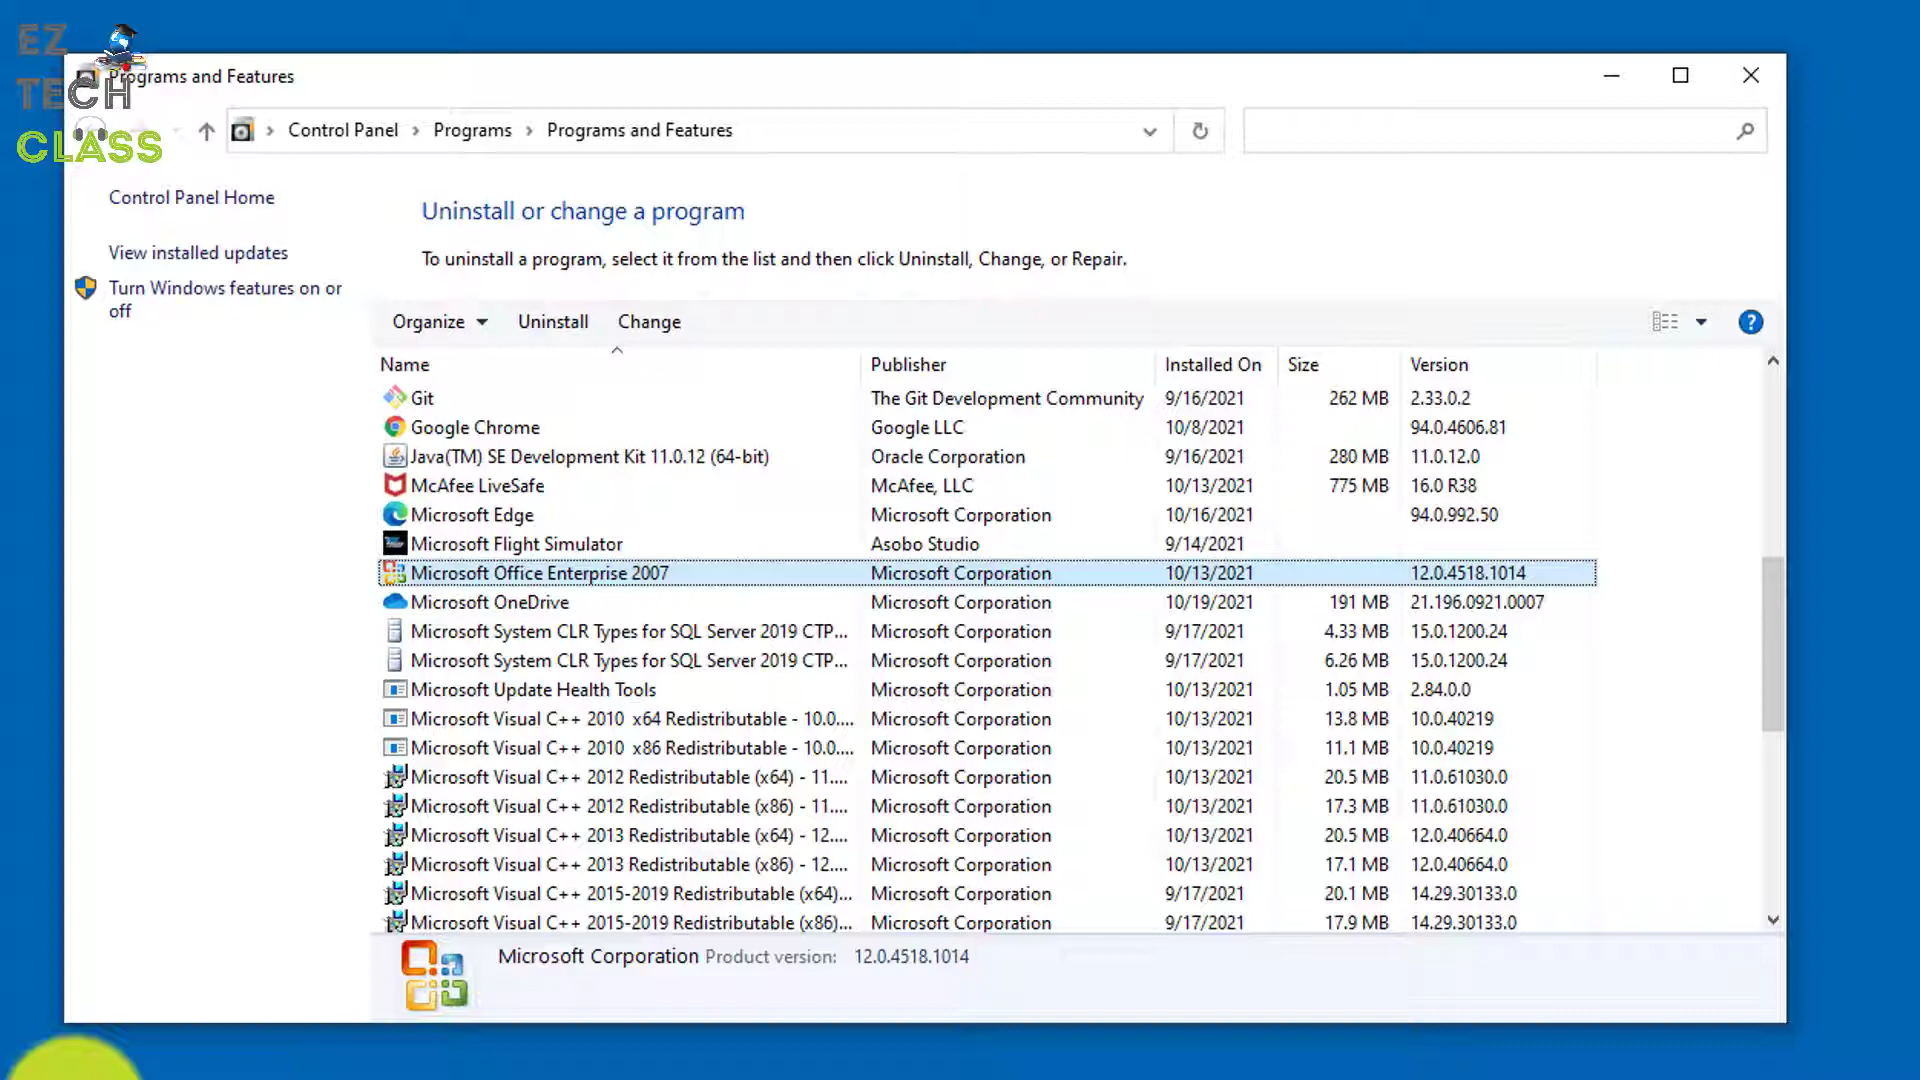 EZ
TECH
CLASS
Programs and Features
Control Panel Programs Programs and Features
Control Panel Home
View installed updates
Turn Windows features on or
off
Uninstall or change a program
To uninstall a program, select it from the list and then click Uninstall, Change, or Repair.
Organize Uninstall Change ?
Name Publisher Installed On Size Version
Git The Git Development Community 9/16/2021 262 MB 2.33.0.2
Google Chrome Google LLC 10/8/2021 94.0.4606.81
Java(TM) SE Development Kit 11.0.12 (64-bit) Oracle Corporation 9/16/2021 280 MB 11.0.12.0
McAfee LiveSafe McAfee, LLC 10/13/2021 775 MB 16.0 R38
Microsoft Edge Microsoft Corporation 10/16/2021 94.0.992.50
Microsoft Flight Simulator Asobo Studio 9/14/2021
Microsoft Office Enterprise 2007 Microsoft Corporation 10/13/2021 12.0.4518.1014
Microsoft OneDrive Microsoft Corporation 10/19/2021 191 MB 21.196.0921.0007
Microsoft System CLR Types for SQL Server 2019 CTP... Microsoft Corporation 9/17/2021 4.33 MB 15.0.1200.24
Microsoft System CLR Types for SQL Server 2019 CTP... Microsoft Corporation 9/17/2021 6.26 MB 15.0.1200.24
Microsoft Update Health Tools Microsoft Corporation 10/13/2021 1.05 MB 2.84.0.0
Microsoft Visual C++ 2010 x64 Redistributable - 10.0.... Microsoft Corporation 10/13/2021 13.8 MB 10.0.40219
Microsoft Visual C++ 2010 x86 Redistributable - 10.0.... Microsoft Corporation 10/13/2021 11.1 MB 10.0.40219
Microsoft Visual C++ 2012 Redistributable (x64) - 11.... Microsoft Corporation 10/13/2021 20.5 MB 11.0.61030.0
Microsoft Visual C++ 2012 Redistributable (x86) - 11.... Microsoft Corporation 10/13/2021 17.3 MB 11.0.61030.0
Microsoft Visual C++ 2013 Redistributable (x64) - 12.... Microsoft Corporation 10/13/2021 20.5 MB 12.0.40664.0
Microsoft Visual C++ 2013 Redistributable (x86) - 12.... Microsoft Corporation 10/13/2021 17.1 MB 12.0.40664.0
Microsoft Visual C++ 2015-2019 Redistributable (x64)... Microsoft Corporation 9/17/2021 20.1 MB 14.29.30133.0
Microsoft Visual C++ 2015-2019 Redistributable (x86)... Microsoft Corporation 9/17/2021 17.9 MB 14.29.30133.0
Microsoft Corporation Product version: 12.0.4518.1014